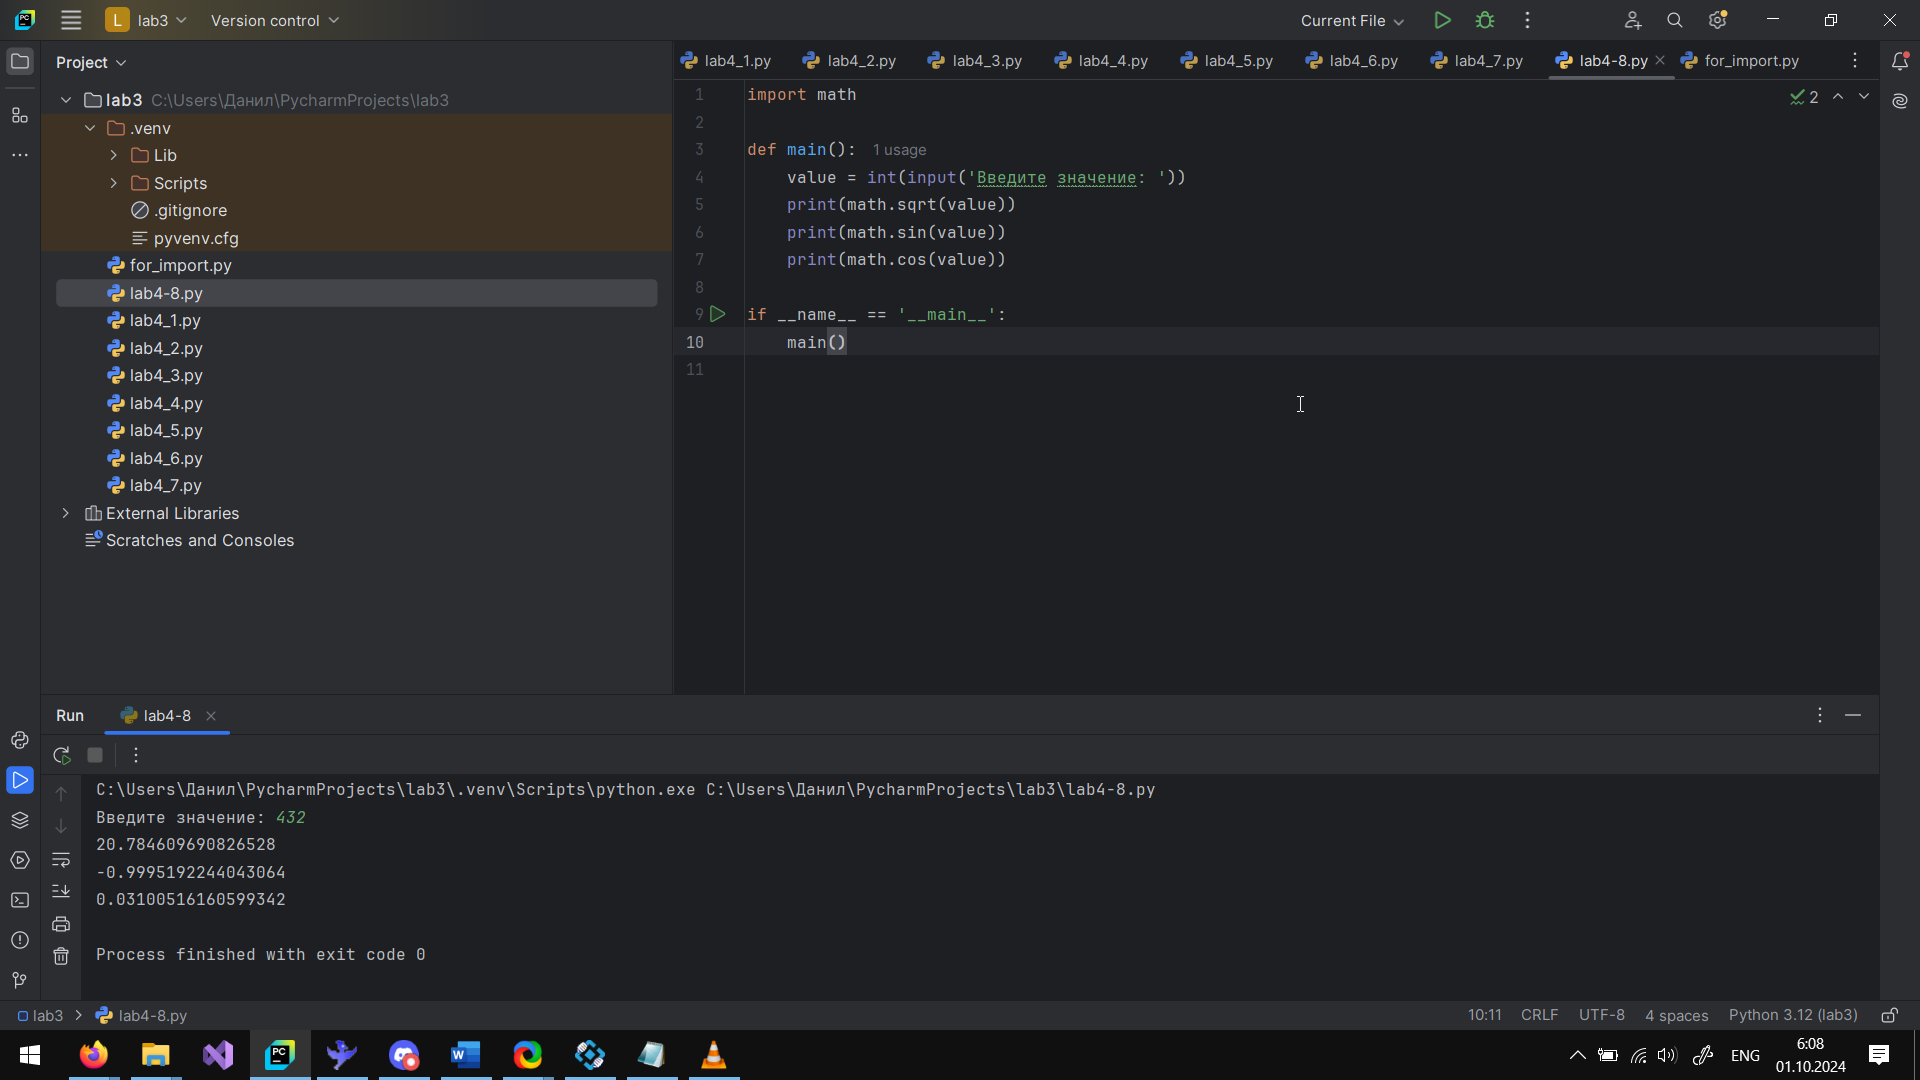 L lab3 Version control Current File
Project
lab3 C:\Users\Данил\PycharmProjects\lab3
.venv
Lib
Scripts
.gitignore
pyvenv.cfg
for_import.py
lab4-8.py
lab4_1.py
lab4_2.py
lab4_3.py
lab4_4.py
lab4_5.py
lab4_6.py
lab4_7.py
External Libraries
Scratches and Consoles
lab4_1.py lab4_2.py lab4_3.py lab4_4.py lab4_5.py lab4_6.py lab4_7.py lab4-8.py for_import.py
2
1 import math
2
3 def main(): 1 usage
4     value = int(input('Введите значение: '))
5     print(math.sqrt(value))
6     print(math.sin(value))
7     print(math.cos(value))
8
9 if __name__ == '__main__':
10     main()
11
Run lab4-8
C:\Users\Данил\PycharmProjects\lab3\.venv\Scripts\python.exe C:\Users\Данил\PycharmProjects\lab3\lab4-8.py
Введите значение: 432
20.784609690826528
-0.9995192244043064
0.03100516160599342
Process finished with exit code 0
lab3 lab4-8.py 10:11 CRLF UTF-8 4 spaces Python 3.12 (lab3)
PC ENG 6:08
01.10.2024